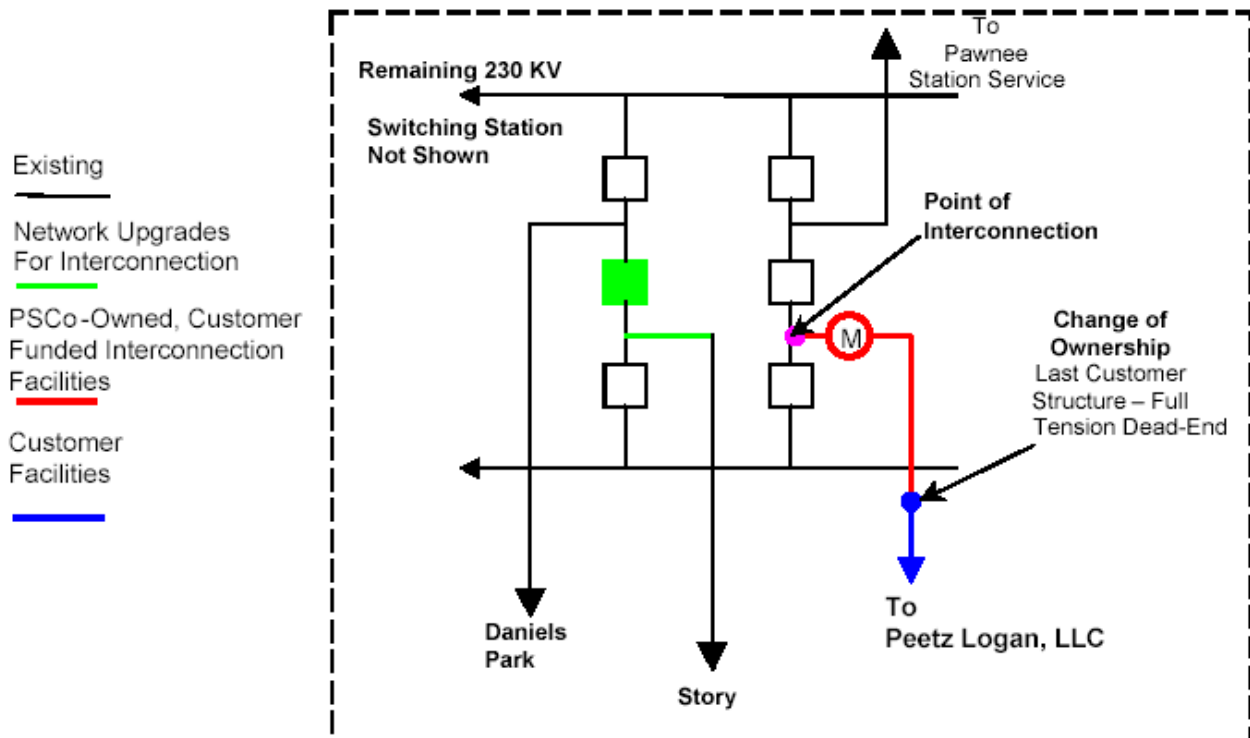 Existing
Network Upgrades
For Interconnection
PSCo-Owned, Customer
Funded Interconnection
Facilities
Customer
Facilities
Remaining 230 KV
Switching Station
Not Shown
To
Pawnee
Station Service
Point of
Interconnection
M
Change of
Ownership
Last Customer
Structure – Full
Tension Dead-End
To
Peetz Logan, LLC
Daniels
Park
Story